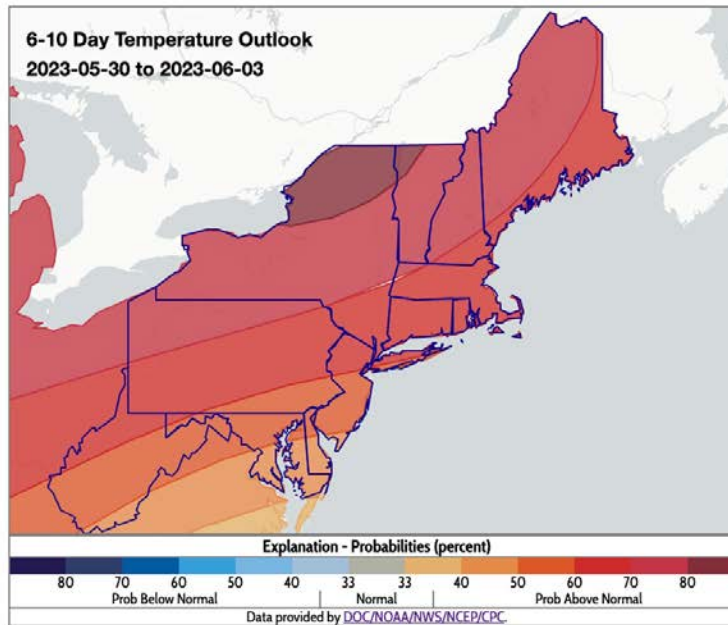 6-10 Day Temperature Outlook
2023-05-30 to 2023-06-03
Explanation - Probabilities (percent)
80 70 60 50 40 33 33 40 50 60 70 80
Prob Below Normal | Normal | Prob Above Normal
Data provided by DOC/NOAA/NWS/NCEP/CPC.